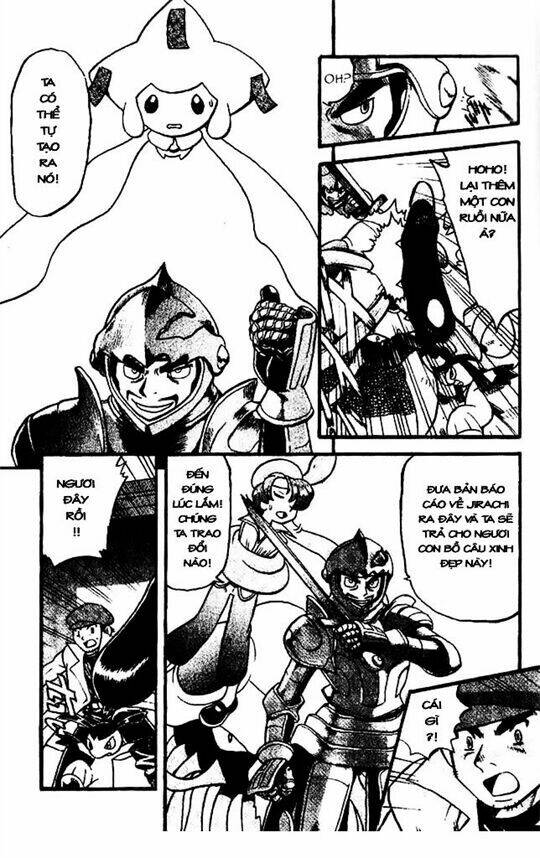 OH?
HOHO!
LẠI THÊM
MỘT CON
RUỒI NỮA
À?
TA
CÓ
THỂ
TỰ
TẠO
RA
NÓ!
ĐƯA BẢN BÁO
CÁO VỀ JIRACHI
RA ĐÂY VÀ TA SẼ
TRẢ CHO NGƯƠI
CON BỒ CÂU XINH
ĐẸP NÀY!
ĐẾN
ĐÚNG
LÚC LẮM!
CHÚNG
TA TRAO
ĐỔI
NÀO!
CÁI
GÌ
?!
NGƯƠI
ĐÂY
RỒI
!!